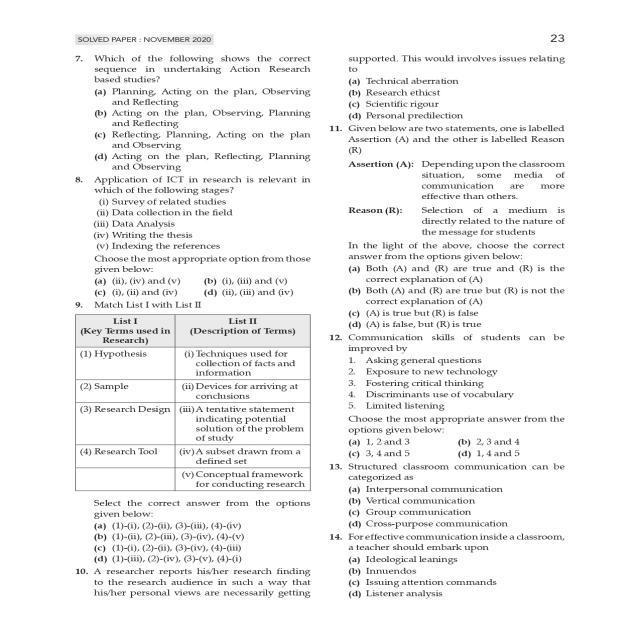 SOLVED PAPER : NOVEMBER 2020
23
7. Which of the following shows the correct
sequence in undertaking Action Research
based studies?
(a) Planning, Acting on the plan, Observing
and Reflecting
(b) Acting on the plan, Observing, Planning
and Reflecting
(c) Reflecting, Planning, Acting on the plan
and Observing
(d) Acting on the plan, Reflecting, Planning
and Observing
8. Application of ICT in research is relevant in
which of the following stages?
(i) Survey of related studies
(ii) Data collection in the field
(iii) Data Analysis
(iv) Writing the thesis
(v) Indexing the references
Choose the most appropriate option from those
given below:
(a) (ii), (iv) and (v) (b) (i), (iii) and (v)
(c) (i), (ii) and (iv) (d) (ii), (iii) and (iv)
9. Match List I with List II
List I
(Key Terms used in
Research)
List II
(Description of Terms)
(1) Hypothesis
(i) Techniques used for
collection of facts and
information
(2) Sample
(ii) Devices for arriving at
conclusions
(3) Research Design
(iii) A tentative statement
indicating potential
solution of the problem
of study
(4) Research Tool
(iv) A subset drawn from a
defined set
(v) Conceptual framework
for conducting research
Select the correct answer from the options
given below:
(a) (1)-(i), (2)-(ii), (3)-(iii), (4)-(iv)
(b) (1)-(ii), (2)-(iii), (3)-(iv), (4)-(v)
(c) (1)-(i), (2)-(ii), (3)-(iv), (4)-(iii)
(d) (1)-(iii), (2)-(iv), (3)-(v), (4)-(i)
10. A researcher reports his/her research finding
to the research audience in such a way that
his/her personal views are necessarily getting
supported. This would involves issues relating
to
(a) Technical aberration
(b) Research ethicst
(c) Scientific rigour
(d) Personal predilection
11. Given below are two statements, one is labelled
Assertion (A) and the other is labelled Reason
(R)
Assertion (A): Depending upon the classroom
situation, some media of
communication are more
effective than others.
Reason (R): Selection of a medium is
directly related to the nature of
the message for students
In the light of the above, choose the correct
answer from the options given below:
(a) Both (A) and (R) are true and (R) is the
correct explanation of (A)
(b) Both (A) and (R) are true but (R) is not the
correct explanation of (A)
(c) (A) is true but (R) is false
(d) (A) is false, but (R) is true
12. Communication skills of students can be
improved by
1. Asking general questions
2. Exposure to new technology
3. Fostering critical thinking
4. Discriminants use of vocabulary
5. Limited listening
Choose the most appropriate answer from the
options given below:
(a) 1, 2 and 3 (b) 2, 3 and 4
(c) 3, 4 and 5 (d) 1, 4 and 5
13. Structured classroom communication can be
categorized as
(a) Interpersonal communication
(b) Vertical communication
(c) Group communication
(d) Cross-purpose communication
14. For effective communication inside a classroom,
a teacher should embark upon
(a) Ideological leanings
(b) Innuendos
(c) Issuing attention commands
(d) Listener analysis